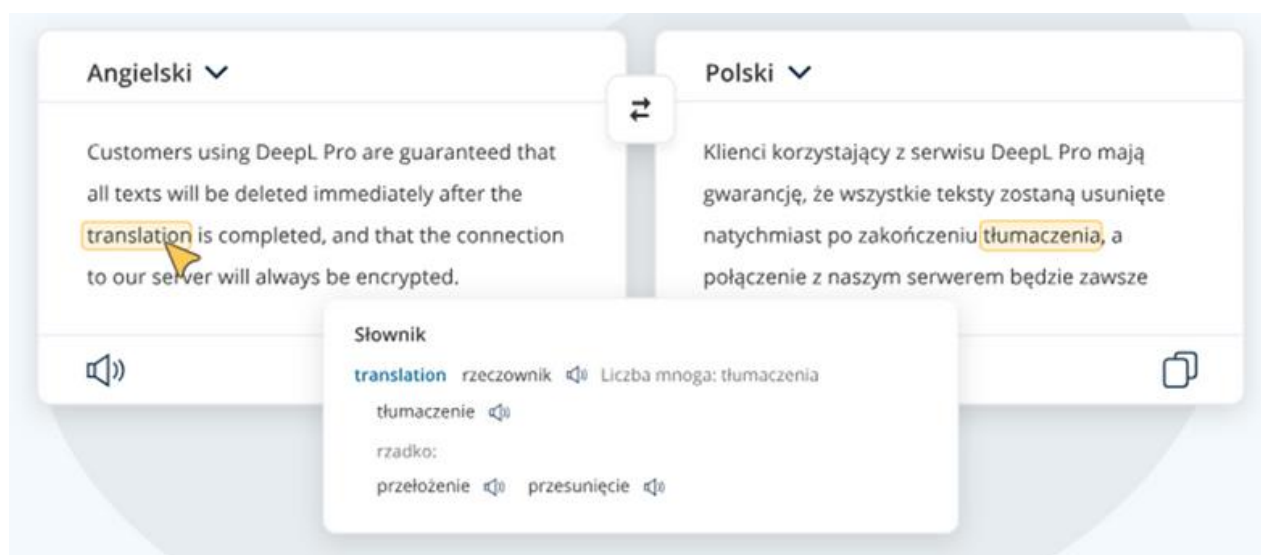 Angielski
Customers using DeepL Pro are guaranteed that
all texts will be deleted immediately after the
translation is completed, and that the connection
to our server will always be encrypted.
Polski
Klienci korzystający z serwisu DeepL Pro mają
gwarancję, że wszystkie teksty zostaną usunięte
natychmiast po zakończeniu tłumaczenia, a
połączenie z naszym serwerem będzie zawsze
Słownik
translation rzeczownik Liczba mnoga: tłumaczenia
tłumaczenie
rzadko:
przełożenie przesunięcie